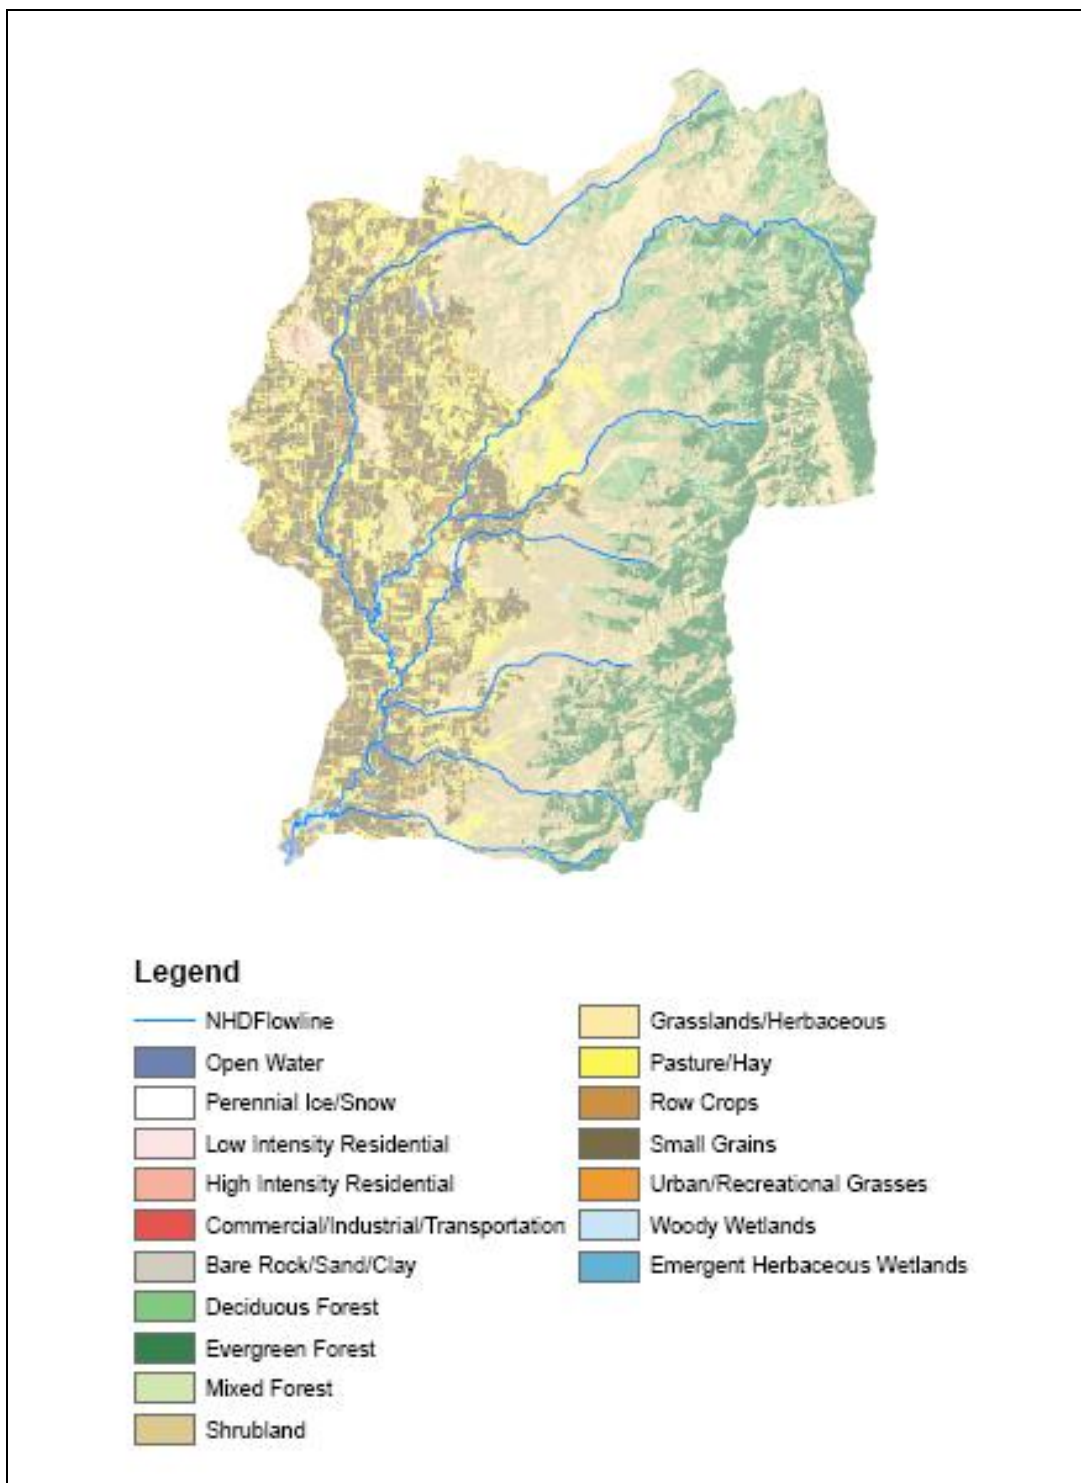 Legend
NHDFlowline
Open Water
Perennial Ice/Snow
Low Intensity Residential
High Intensity Residential
Commercial/Industrial/Transportation
Bare Rock/Sand/Clay
Deciduous Forest
Evergreen Forest
Mixed Forest
Shrubland
Grasslands/Herbaceous
Pasture/Hay
Row Crops
Small Grains
Urban/Recreational Grasses
Woody Wetlands
Emergent Herbaceous Wetlands